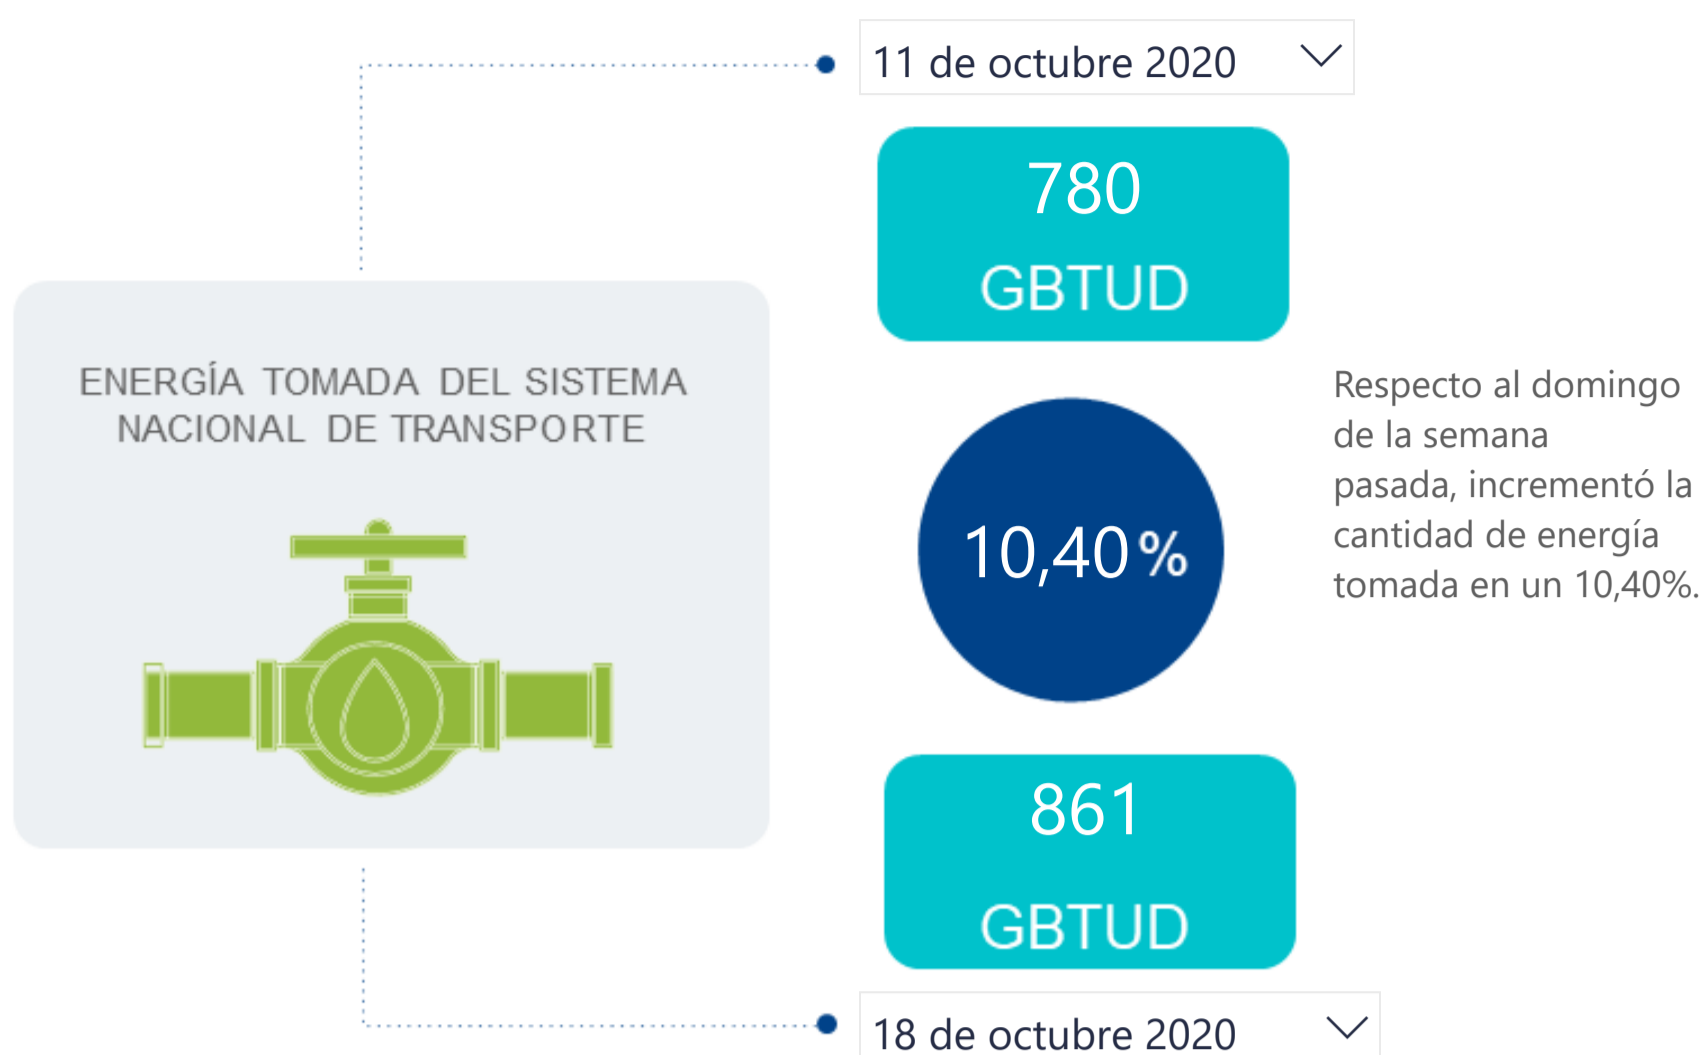 11 de octubre 2020
780
GBTUD
ENERGÍA TOMADA DEL SISTEMA
NACIONAL DE TRANSPORTE
10,40%
Respecto al domingo
de la semana
pasada, incrementó la
cantidad de energía
tomada en un 10,40%.
861
GBTUD
18 de octubre 2020